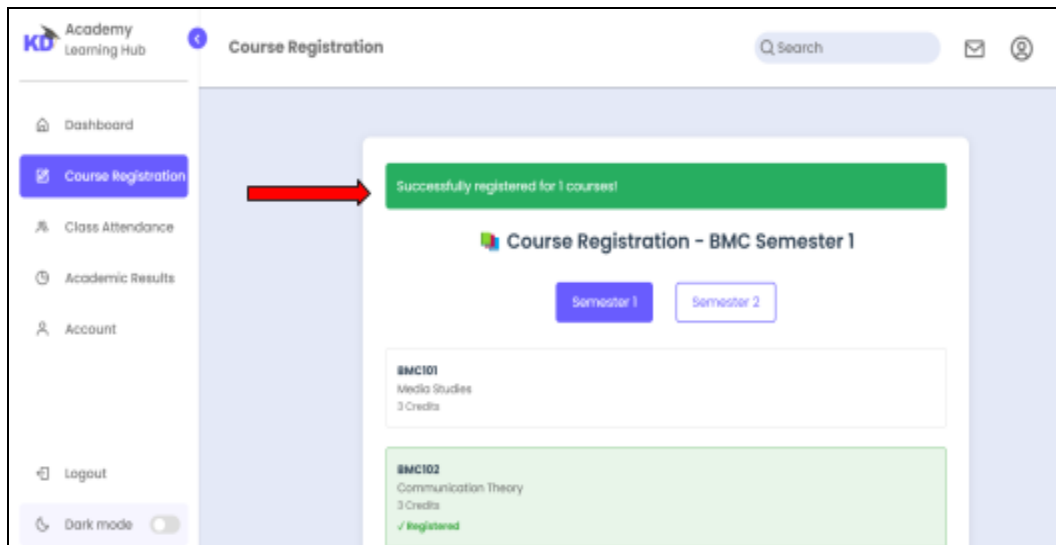 KD
Academy
Learning Hub
Course Registration
Search
Dashboard
Course Registration
Class Attendance
Academic Results
Account
Logout
Dark mode
Successfully registered for 1 courses!
Course Registration - BMC Semester 1
Semester 1
Semester 2
BMC101
Media Studies
3 Credits
BMC102
Communication Theory
3 Credits
✓ Registered